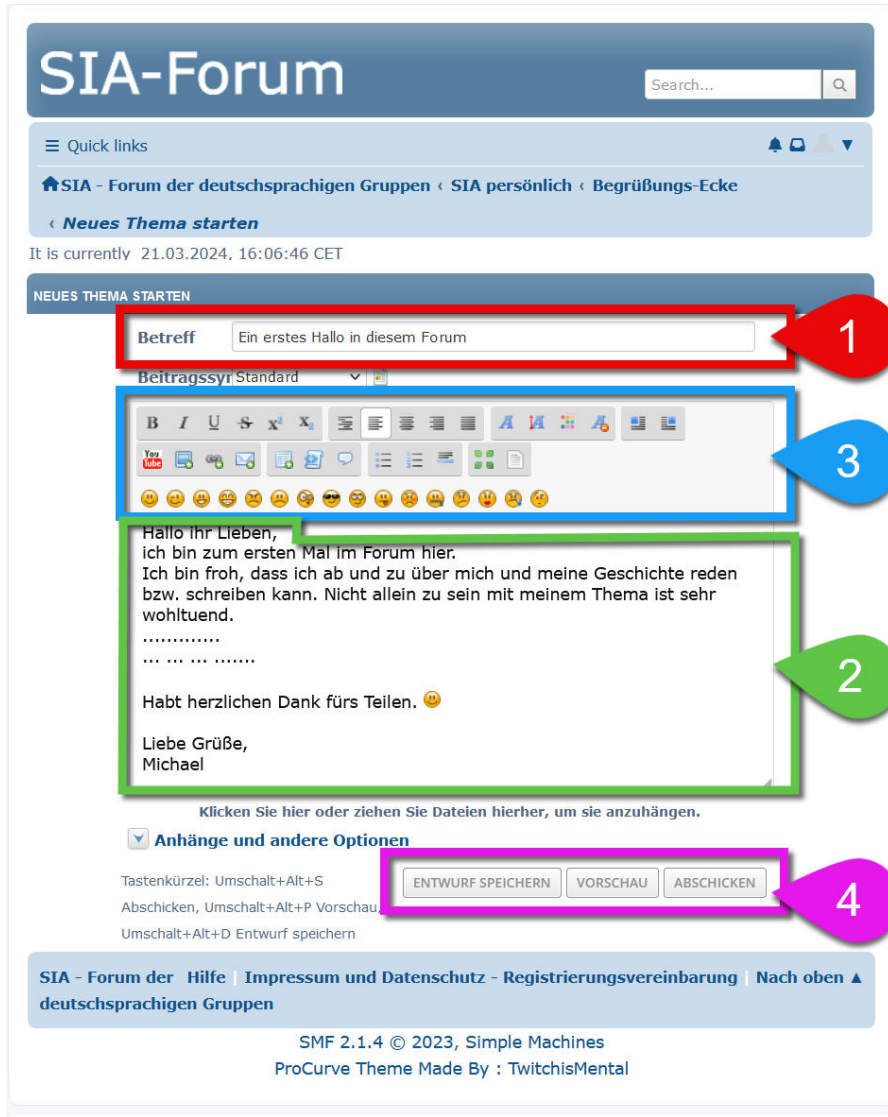 SIA-Forum
Search...
Quick links
SIA - Forum der deutschsprachigen Gruppen ‹ SIA persönlich ‹ Begrüßungs-Ecke
‹ Neues Thema starten
It is currently 21.03.2024, 16:06:46 CET
NEUES THEMA STARTEN
Betreff Ein erstes Hallo in diesem Forum
1
Beitragssyr Standard
B I U S X² X₂
You Tube
3
Hallo ihr Lieben,
ich bin zum ersten Mal im Forum hier.
Ich bin froh, dass ich ab und zu über mich und meine Geschichte reden
bzw. schreiben kann. Nicht allein zu sein mit meinem Thema ist sehr
wohltuend.
.............
... ... ... .......
2
Habt herzlichen Dank fürs Teilen.
Liebe Grüße,
Michael
Klicken Sie hier oder ziehen Sie Dateien hierher, um sie anzuhängen.
Anhänge und andere Optionen
Tastenkürzel: Umschalt+Alt+S
Abschicken, Umschalt+Alt+P Vorschau,
Umschalt+Alt+D Entwurf speichern
ENTWURF SPEICHERN VORSCHAU ABSCHICKEN
4
SIA - Forum der deutschsprachigen Gruppen
Hilfe | Impressum und Datenschutz - Registrierungsvereinbarung | Nach oben ▲
SMF 2.1.4 © 2023, Simple Machines
ProCurve Theme Made By : TwitchisMental